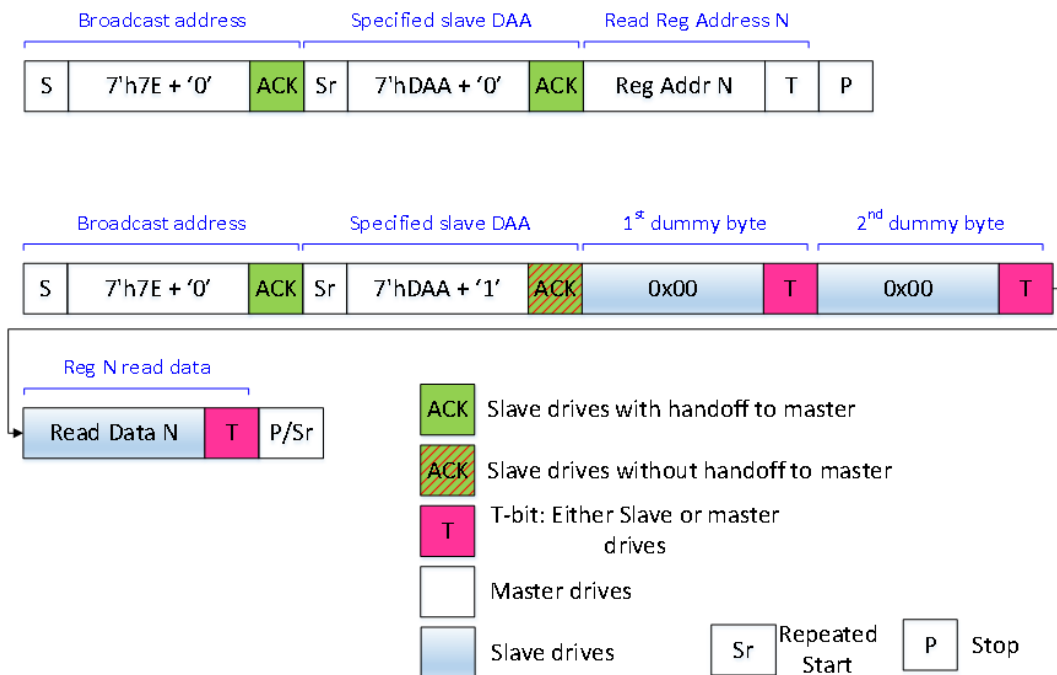 Broadcast address Specified slave DAA Read Reg Address N
S 7'h7E + ‘0’ ACK Sr 7'hDAA + ‘0’ ACK Reg Addr N T P
Broadcast address Specified slave DAA 1st dummy byte 2nd dummy byte
S 7'h7E + ‘0’ ACK Sr 7'hDAA + ‘1’ ACK 0x00 T 0x00 T
Reg N read data
Read Data N T P/Sr
ACK Slave drives with handoff to master
ACK Slave drives without handoff to master
T T-bit: Either Slave or master
drives
Master drives
Slave drives
Sr Repeated
Start
P Stop